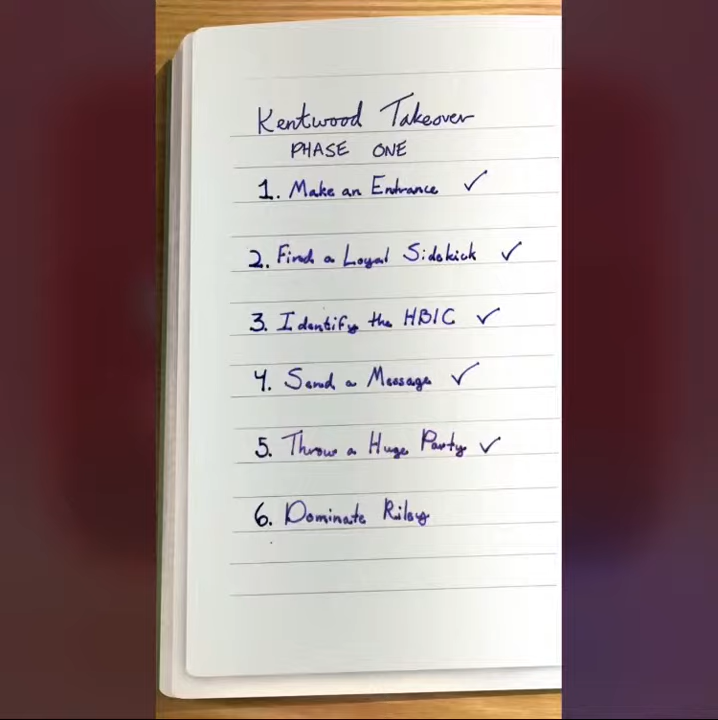 Kentwood Takeover
PHASE ONE
1. Make an Entrance ✓
2. Find a Loyal Sidekick ✓
3. Identify the HBIC ✓
4. Send a Message ✓
5. Throw a Huge Party ✓
6. Dominate Riley